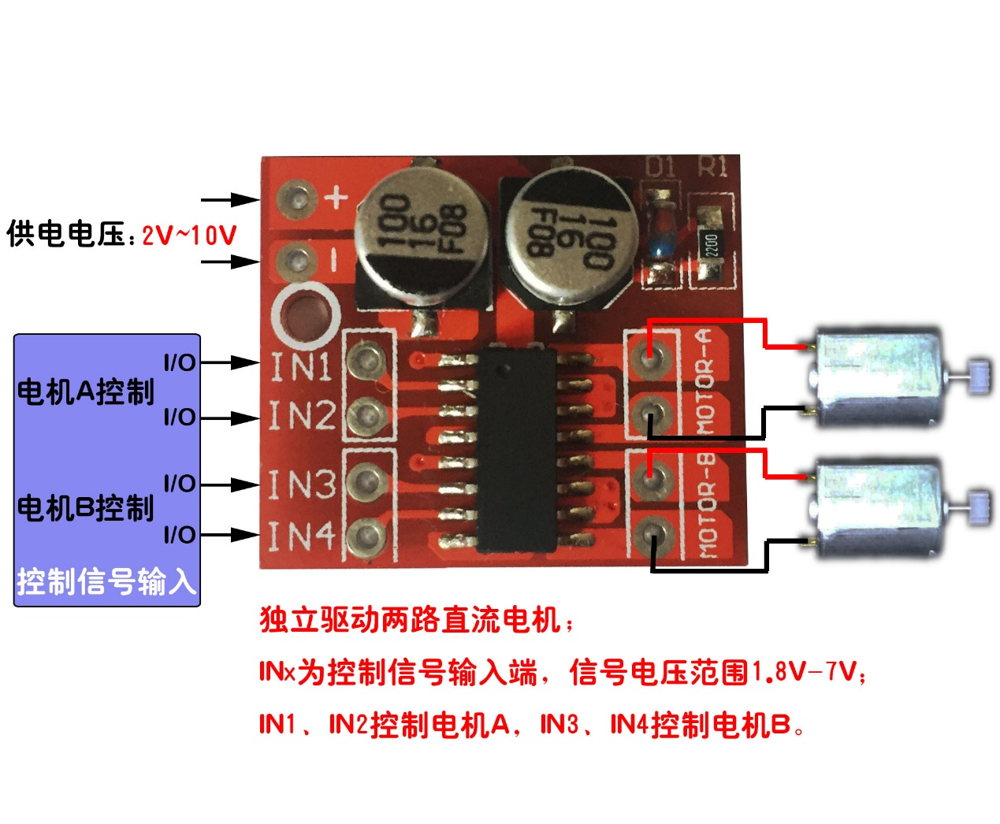 D1 R1
+
100
16
F08
100
16
F08
2200
供电电压：2V~10V
-
I/O
IN1
电机A控制
I/O
IN2
MOTOR-A
I/O
IN3
电机B控制
I/O
IN4
MOTOR-B
控制信号输入
独立驱动两路直流电机；
INx为控制信号输入端，信号电压范围1.8V-7V；
IN1、IN2控制电机A，IN3、IN4控制电机B。